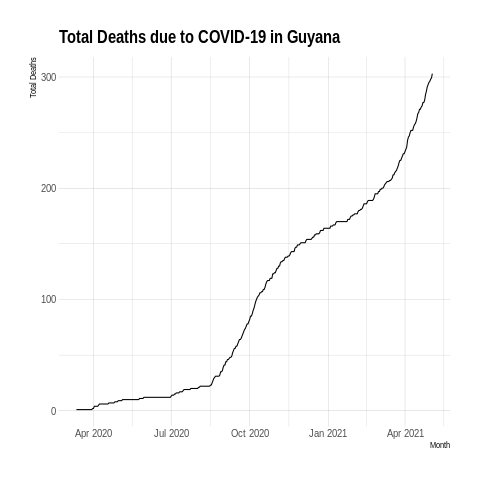 Total Deaths due to COVID-19 in Guyana
Total Deaths
300
200
100
0
Apr 2020 Jul 2020 Oct 2020 Jan 2021 Apr 2021
Month